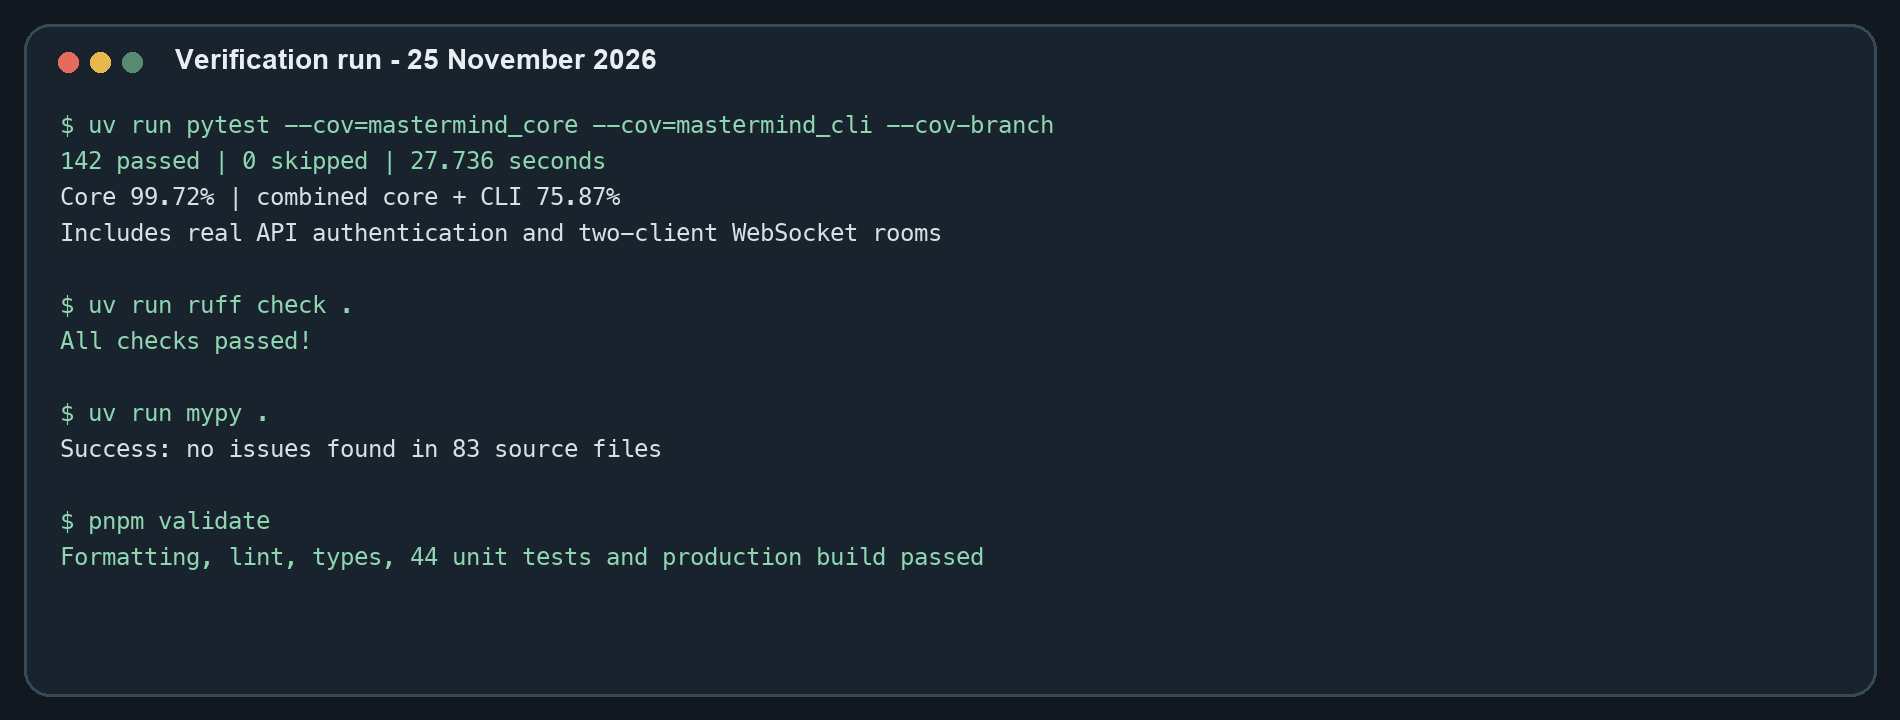 Verification run - 25 November 2026
$ uv run pytest --cov=mastermind_core --cov=mastermind_cli --cov-branch
142 passed | 0 skipped | 27.736 seconds
Core 99.72% | combined core + CLI 75.87%
Includes real API authentication and two-client WebSocket rooms
$ uv run ruff check .
All checks passed!
$ uv run mypy .
Success: no issues found in 83 source files
$ pnpm validate
Formatting, lint, types, 44 unit tests and production build passed